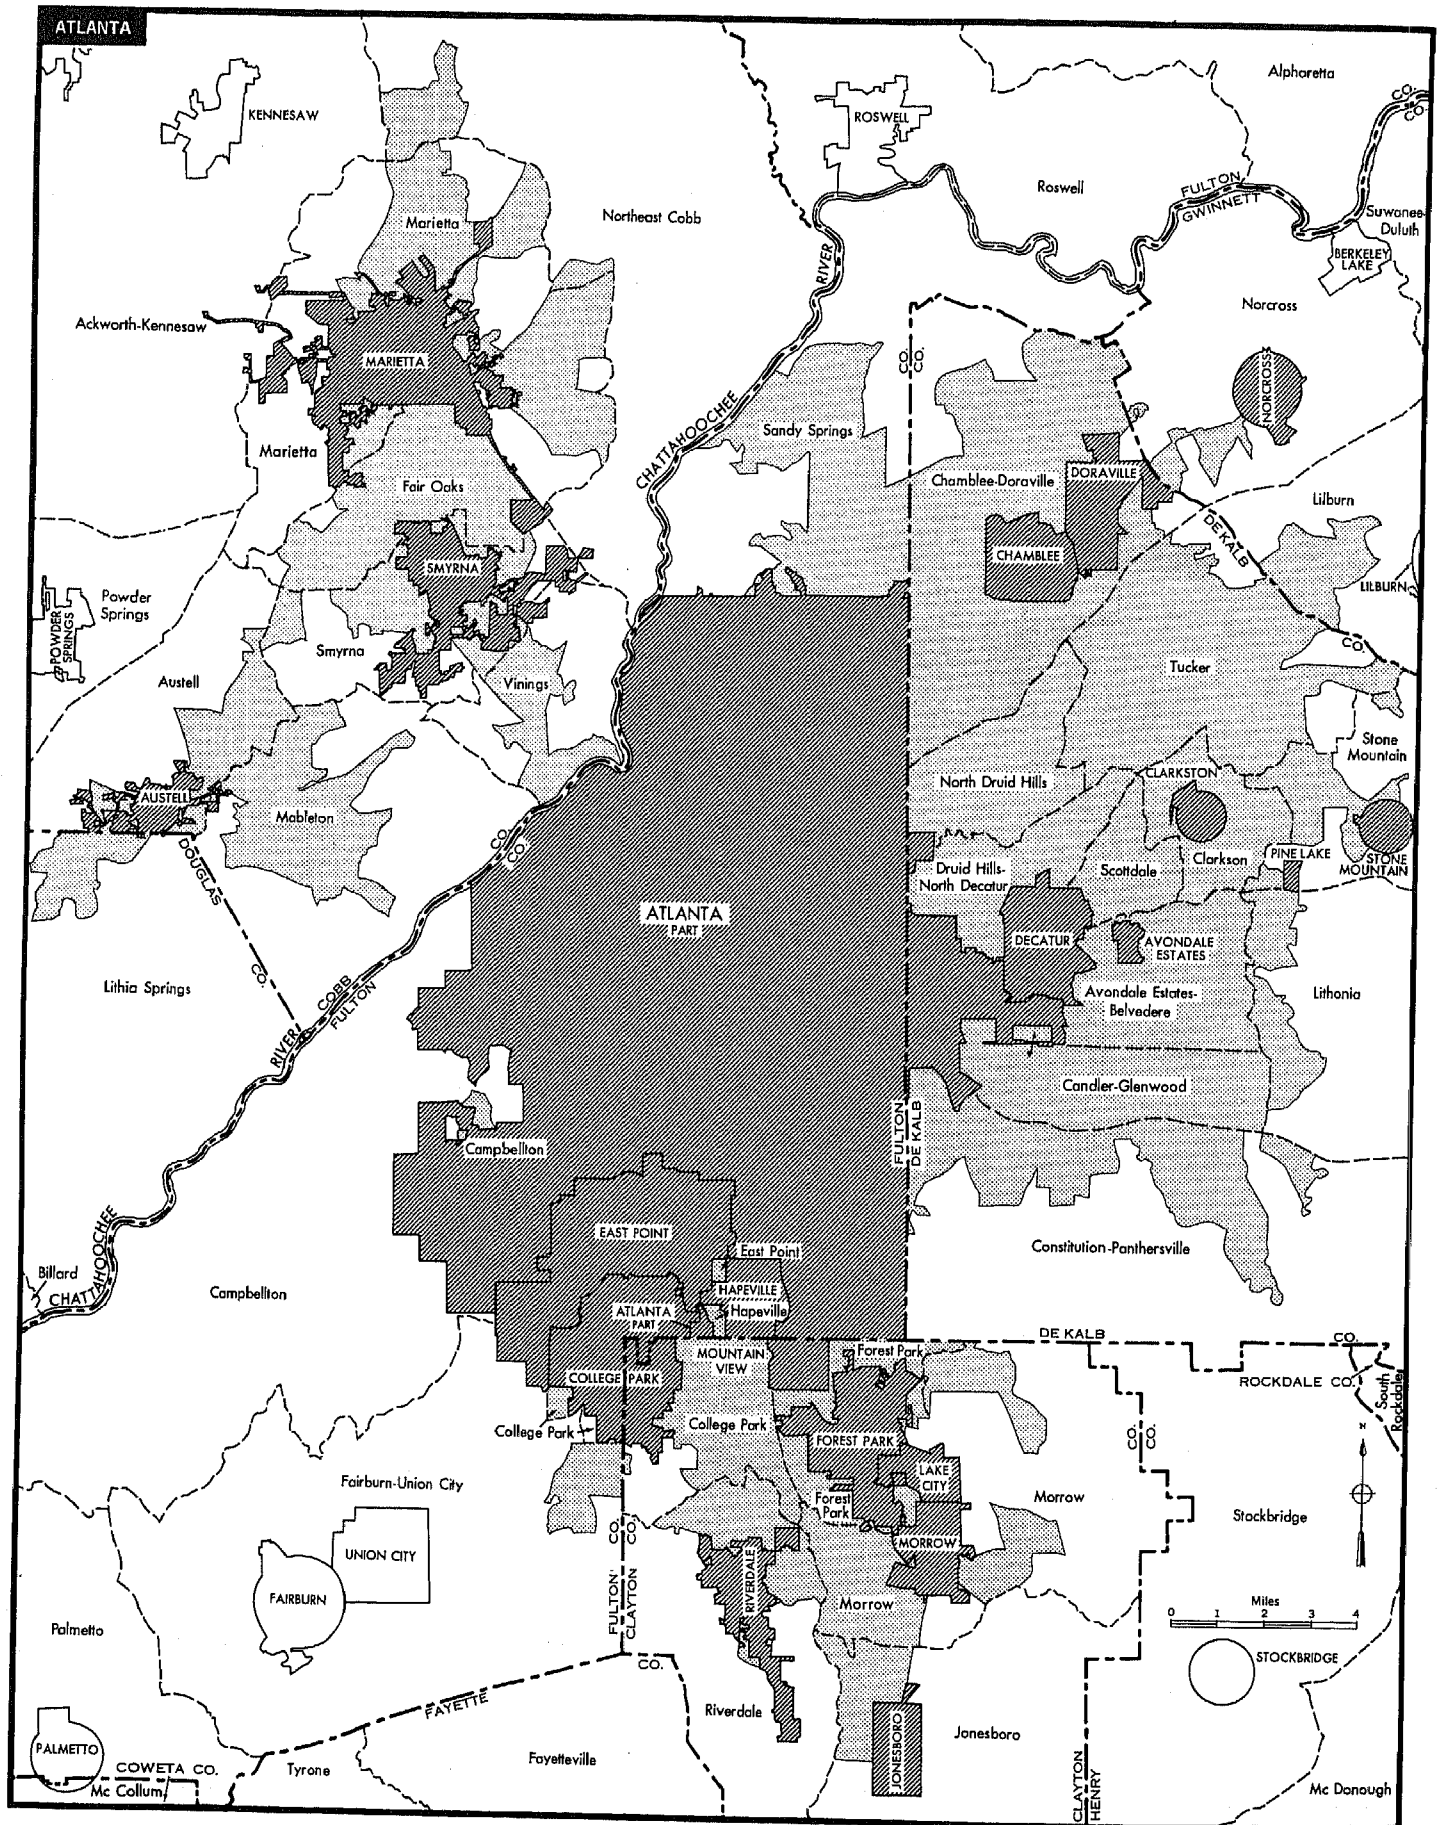 ATLANTA
KENNESAW
ROSWELL
Alpharetta
CO.
CO.
Roswell
FULTON
GWINNETT
Suwanee-
Duluth
Marietta
Northeast Cobb
RIVER
BERKELEY
LAKE
Norcross
Ackworth-Kennesaw
MARIETTA
CO.
CO.
NORCROSS
CHATTAHOOCHEE
Sandy Springs
Marietta
Fair Oaks
Chamblee-Doraville
DORAVILLE
Lilburn
DE KALB
CHAMBLEE
SMYRNA
LILBURN
Powder
Springs
POWDER
SPRINGS
CO.
Smyrna
Tucker
Austell
Vinings
Stone
Mountain
North Druid Hills
CLARKSTON
AUSTELL
Mableton
CO.
CO.
DOUGLAS
Druid Hills-
North Decatur
Scottdale
Clarkson
PINE LAKE
STONE
MOUNTAIN
ATLANTA
PART
DECATUR
AVONDALE
ESTATES
CO.
Lithia Springs
COBB
FULTON
Avondale Estates-
Belvedere
Lithonia
RIVER
Candler-Glenwood
FULTON
DE KALB
Campbellton
CHATTAHOOCHEE
EAST POINT
East Point
Constitution-Panthersville
Billard
Campbellton
HAPEVILLE
Hapeville
ATLANTA
PART
DE KALB
CO.
MOUNTAIN
VIEW
Forest Park
COLLEGE PARK
ROCKDALE CO.
South
Rockdale
College Park
College Park
FOREST PARK
CO.
CO.
N
LAKE
CITY
Fairburn-Union City
Forest
Park
Morrow
Stockbridge
CO.
CO.
MORROW
UNION CITY
FAIRBURN
RIVERDALE
FULTON
CLAYTON
Morrow
Miles
0 1 2 3 4
Palmetto
CO.
STOCKBRIDGE
FAYETTE
Riverdale
JONESBORO
Jonesboro
PALMETTO
COWETA CO.
Mc Collum
Tyrone
Fayetteville
CLAYTON
HENRY
Mc Donough